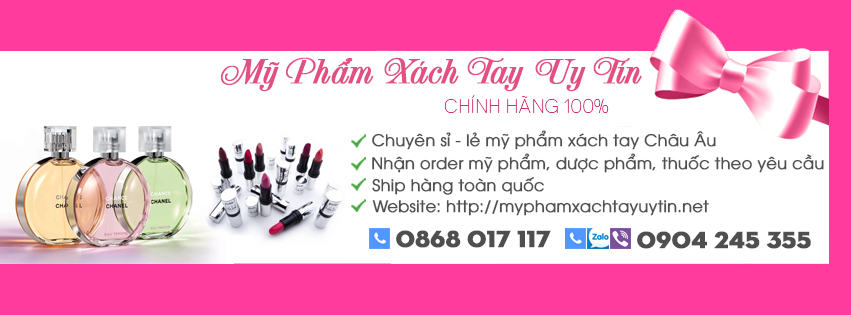 Mỹ Phẩm Xách Tay Uy Tín
CHÍNH HÃNG 100%
Chuyên sỉ - lẻ mỹ phẩm xách tay Châu Âu
Nhận order mỹ phẩm, dược phẩm, thuốc theo yêu cầu
Ship hàng toàn quốc
Website: http://myphamxachtayuytin.net
0868 017 117 Zalo 0904 245 355
CHANCE
CHANEL
CHANCE
CHANEL
CHANCE
CHANEL